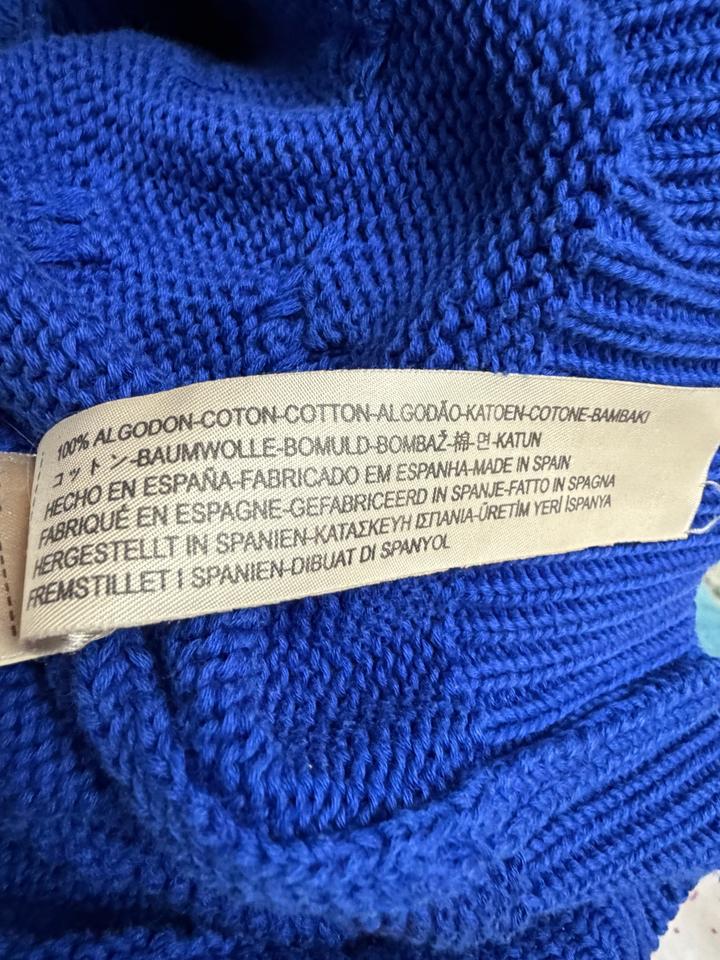 100% ALGODON-COTON-COTTON-ALGODÃO-KATOEN-COTONE-BAMBAKI
コットン-BAUMWOLLE-BOMULD-BOMBAŽ-棉-면-KATUN
HECHO EN ESPAÑA-FABRICADO EM ESPANHA-MADE IN SPAIN
FABRIQUÉ EN ESPAGNE-GEFABRICEERD IN SPANJE-FATTO IN SPAGNA
HERGESTELLT IN SPANIEN-ΚΑΤΑΣΚΕΥΗ ΙΣΠΑΝΙΑ-ÜRETİM YERİ İSPANYA
FREMSTILLET I SPANIEN-DIBUAT DI SPANYOL